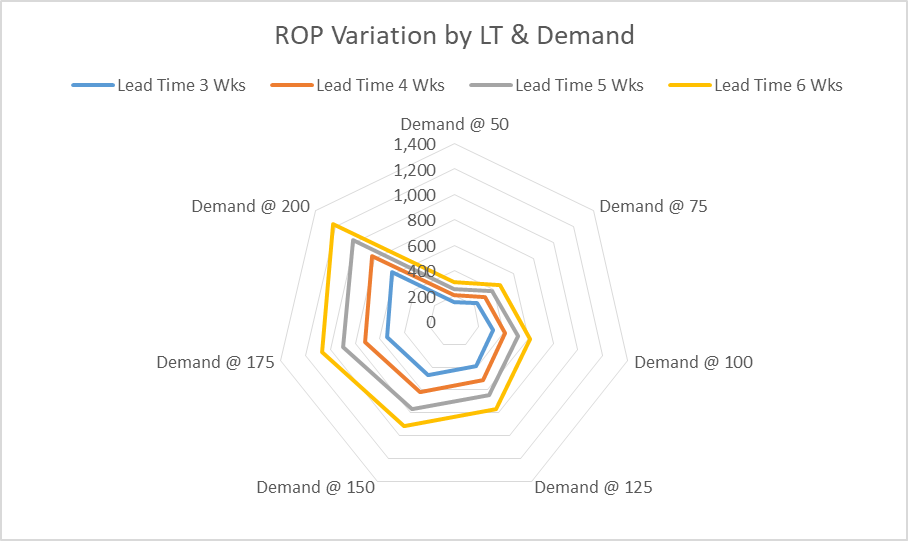 ROP Variation by LT & Demand
Lead Time 3 Wks
Lead Time 4 Wks
Lead Time 5 Wks
Lead Time 6 Wks
Demand @ 50
1,400
1,200
1,000
800
600
400
200
0
Demand @ 75
Demand @ 100
Demand @ 125
Demand @ 150
Demand @ 175
Demand @ 200